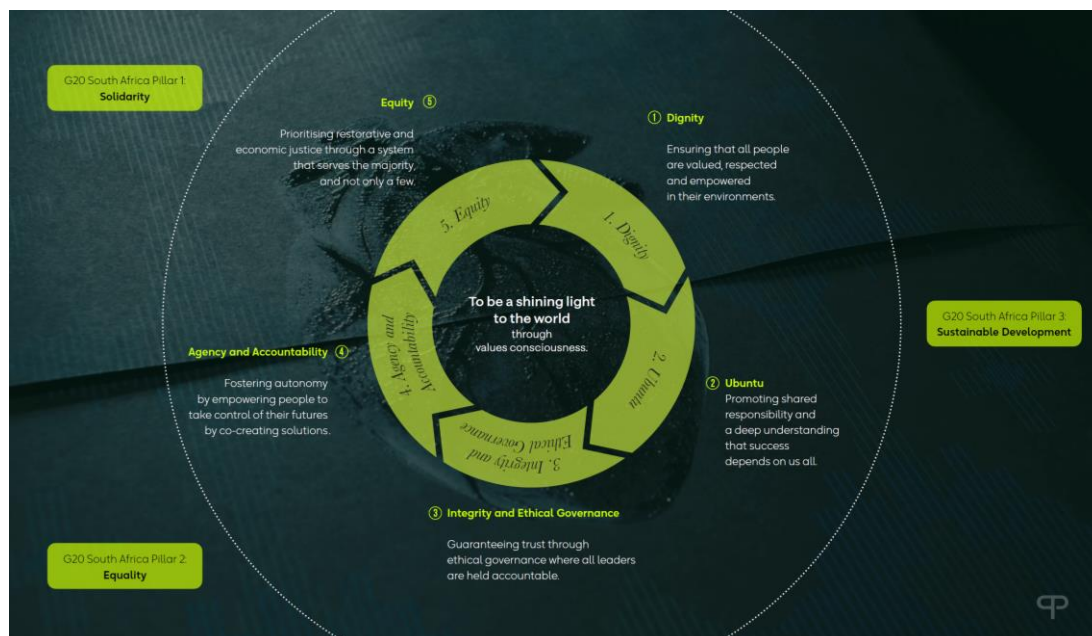 G20 South Africa Pillar 1:
Solidarity
Equity ⑤
Prioritising restorative and
economic justice through a system
that serves the majority,
and not only a few.
① Dignity
Ensuring that all people
are valued, respected
and empowered
in their environments.
5. Equity
1. Dignity
2. Ubuntu
3. Integrity and
Ethical Governance
4. Agency and
Accountability
To be a shining light
to the world
through
values consciousness.
G20 South Africa Pillar 3:
Sustainable Development
Agency and Accountability ④
Fostering autonomy
by empowering people to
take control of their futures
by co-creating solutions.
② Ubuntu
Promoting shared
responsibility and
a deep understanding
that success
depends on us all.
③ Integrity and Ethical Governance
Guaranteeing trust through
ethical governance where all leaders
are held accountable.
G20 South Africa Pillar 2:
Equality